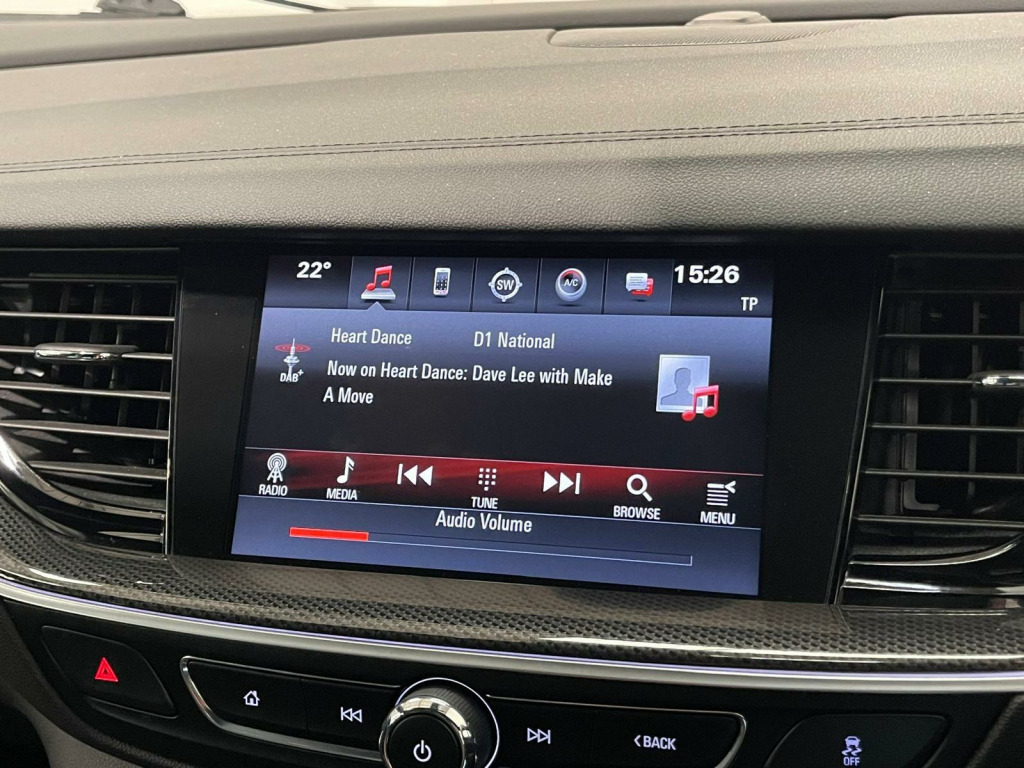 22°
SW
A/C
15:26
TP
Heart Dance
D1 National
DAB+
Now on Heart Dance: Dave Lee with Make
A Move
RADIO
MEDIA
TUNE
BROWSE
MENU
Audio Volume
BACK
OFF